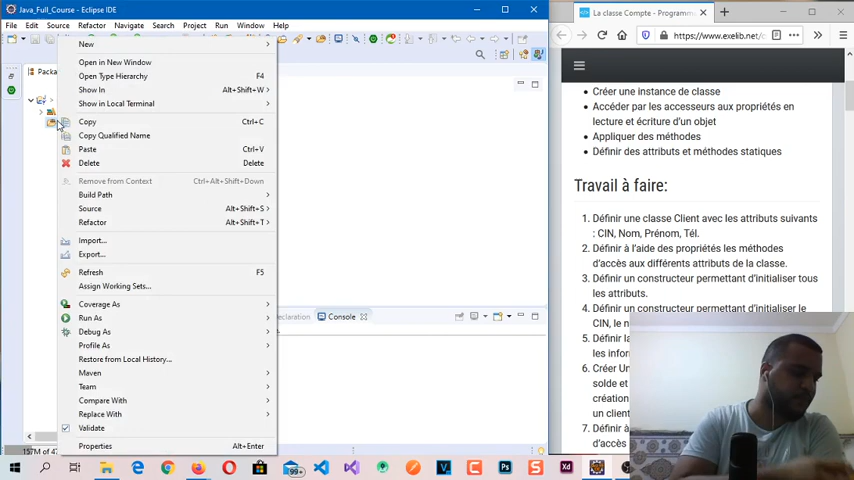 Java_Full_Course - Eclipse IDE
File Edit Source Refactor Navigate Search Project Run Window Help
Packa
New
Open in New Window
Open Type Hierarchy F4
Show In Alt+Shift+W
Show in Local Terminal
Copy Ctrl+C
Copy Qualified Name
Paste Ctrl+V
Delete Delete
Remove from Context Ctrl+Alt+Shift+Down
Build Path
Source Alt+Shift+S
Refactor Alt+Shift+T
Import...
Export...
Refresh F5
Assign Working Sets...
Coverage As
Run As
Debug As
Profile As
Restore from Local History...
Maven
Team
Compare With
Replace With
Validate
Properties Alt+Enter
eclaration Console
157M of 47
99+
La classe Compte - Programm
https://www.exelib.net/
Créer une instance de classe
Accéder par les accesseurs aux propriétés en
lecture et écriture d'un objet
Appliquer des méthodes
Définir des attributs et méthodes statiques
Travail à faire:
1. Définir une classe Client avec les attributs suivants
: CIN, Nom, Prénom, Tél.
2. Définir à l'aide des propriétés les méthodes
d'accès aux différents attributs de la classe.
3. Définir un constructeur permettant d'initialiser tous
les attributs.
4. Définir un constructeur permettant d'initialiser le
CIN, le n
5. Définir la
les infor
6. Créer Un
solde et
création
un client
7. Définir à
d'accès